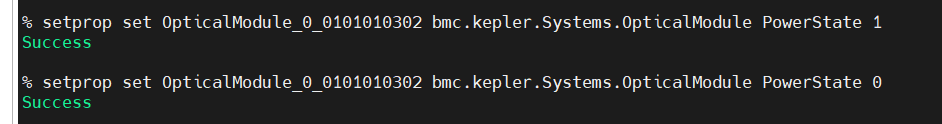 % setprop set OpticalModule_0_0101010302 bmc.kepler.Systems.OpticalModule PowerState 1
Success
% setprop set OpticalModule_0_0101010302 bmc.kepler.Systems.OpticalModule PowerState 0
Success